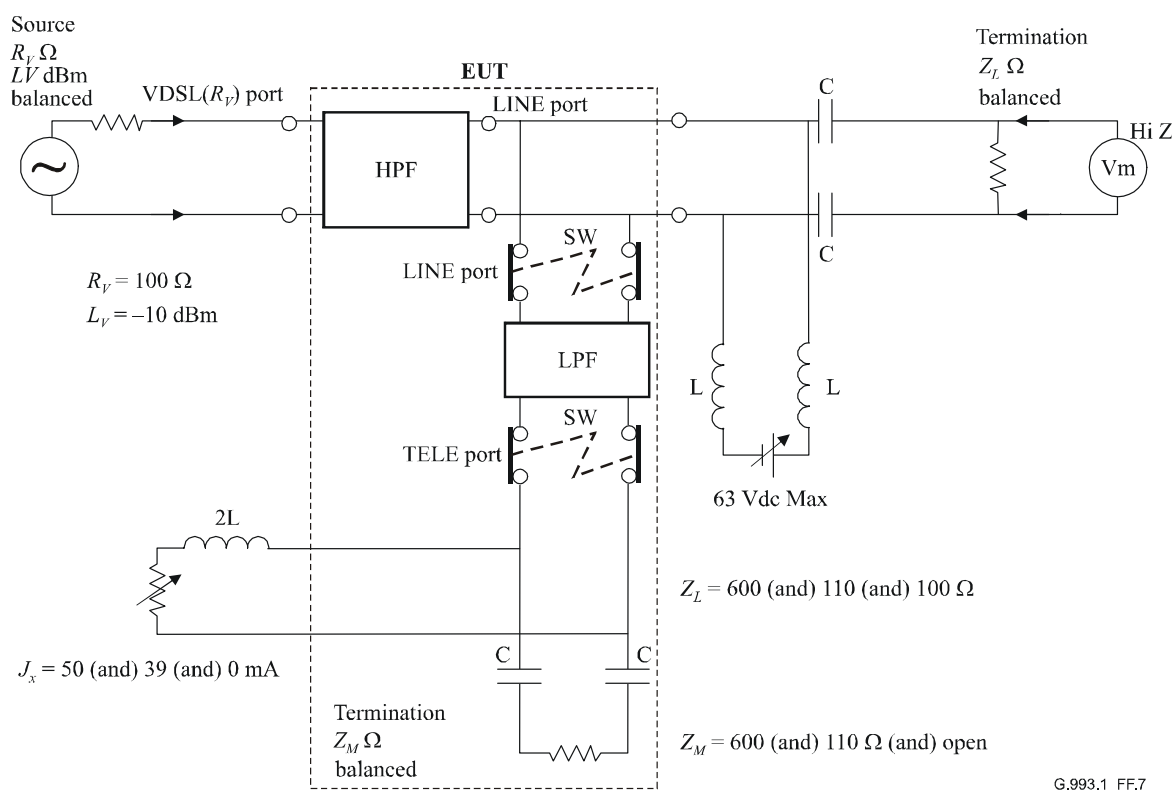 Source
R_V Ω
LV dBm
balanced
VDSL(R_V) port
EUT
LINE port
HPF
C
C
Termination
Z_L Ω
balanced
Hi Z
Vm
R_V = 100 Ω
L_V = –10 dBm
SW
LINE port
LPF
SW
TELE port
L
L
63 Vdc Max
2L
J_x = 50 (and) 39 (and) 0 mA
Z_L = 600 (and) 110 (and) 100 Ω
C
C
Termination
Z_M Ω
balanced
Z_M = 600 (and) 110 Ω (and) open
G.993.1_FF.7